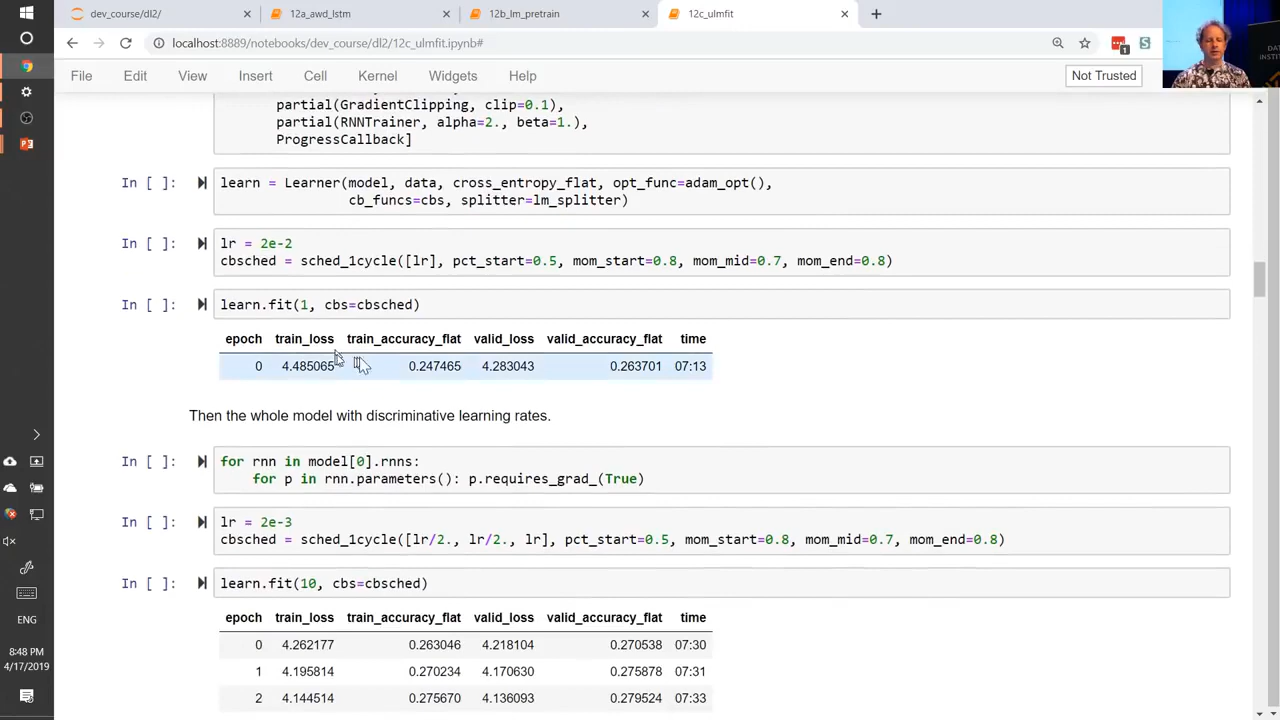 dev_course/dl2/
12a_awd_lstm
12b_lm_pretrain
12c_ulmfit
localhost:8889/notebooks/dev_course/dl2/12c_ulmfit.ipynb#
1
S
File Edit View Insert Cell Kernel Widgets Help
Not Trusted
DAT
INSTIT
partial(GradientClipping, clip=0.1),
partial(RNNTrainer, alpha=2., beta=1.),
ProgressCallback]
In [ ]: learn = Learner(model, data, cross_entropy_flat, opt_func=adam_opt(),
cb_funcs=cbs, splitter=lm_splitter)
In [ ]: lr = 2e-2
cbsched = sched_1cycle([lr], pct_start=0.5, mom_start=0.8, mom_mid=0.7, mom_end=0.8)
In [ ]: learn.fit(1, cbs=cbsched)
epoch train_loss train_accuracy_flat valid_loss valid_accuracy_flat time
0 4.485065 0.247465 4.283043 0.263701 07:13
Then the whole model with discriminative learning rates.
In [ ]: for rnn in model[0].rnns:
for p in rnn.parameters(): p.requires_grad_(True)
In [ ]: lr = 2e-3
cbsched = sched_1cycle([lr/2., lr/2., lr], pct_start=0.5, mom_start=0.8, mom_mid=0.7, mom_end=0.8)
In [ ]: learn.fit(10, cbs=cbsched)
epoch train_loss train_accuracy_flat valid_loss valid_accuracy_flat time
0 4.262177 0.263046 4.218104 0.270538 07:30
1 4.195814 0.270234 4.170630 0.275878 07:31
2 4.144514 0.275670 4.136093 0.279524 07:33
ENG
8:48 PM
4/17/2019